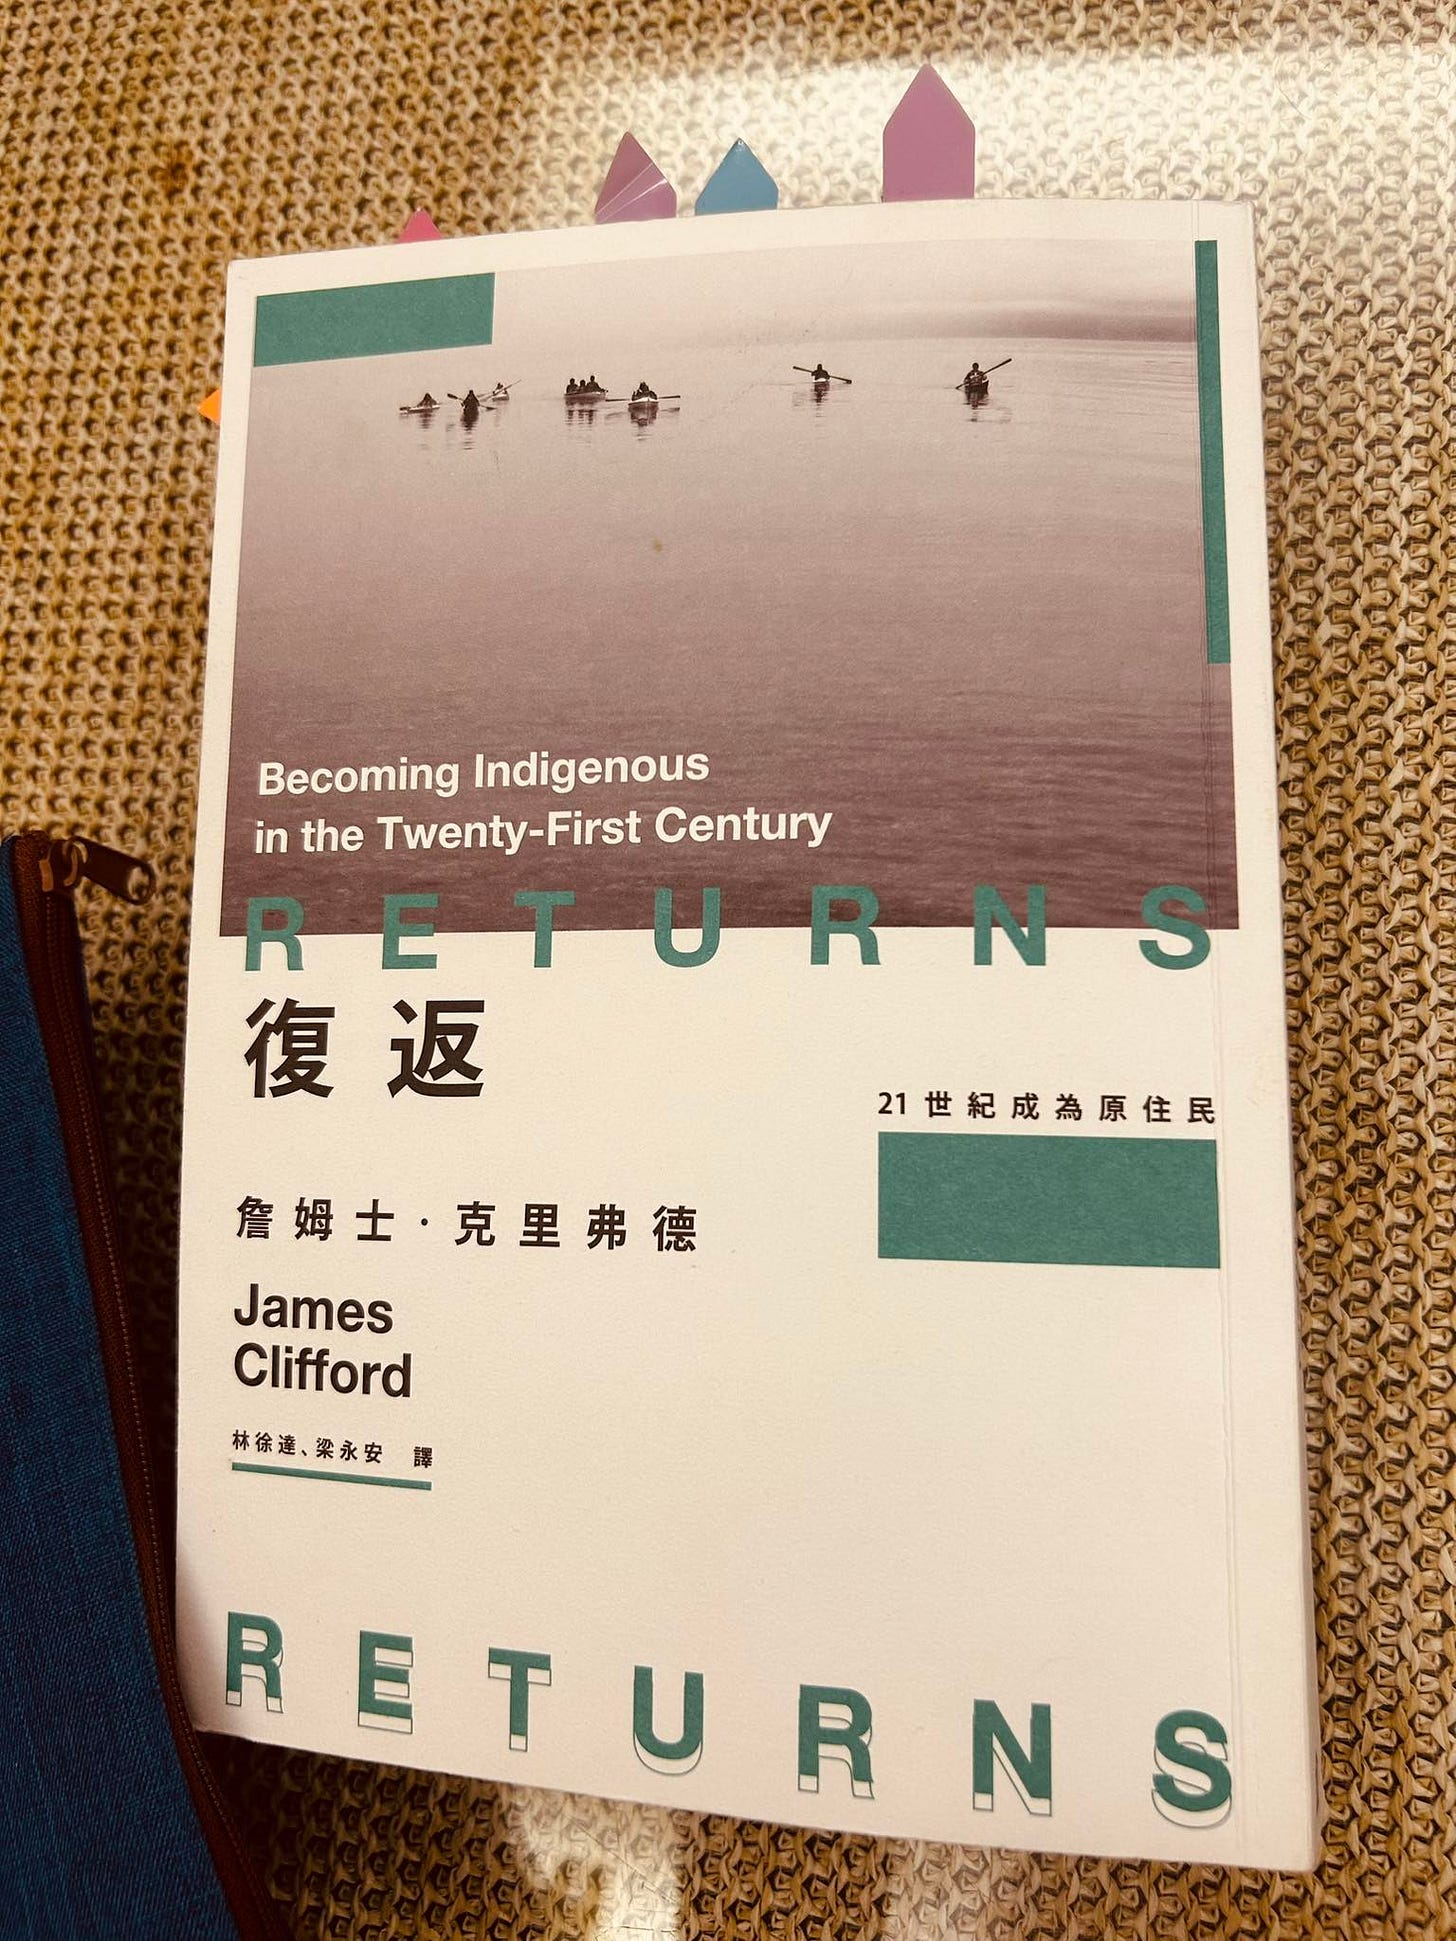 Becoming Indigenous
in the Twenty-First Century
RETURNS
復返
21世紀成為原住民
詹姆士·克里弗德
James
Clifford
林徐達、梁永安 譯
RETURNS